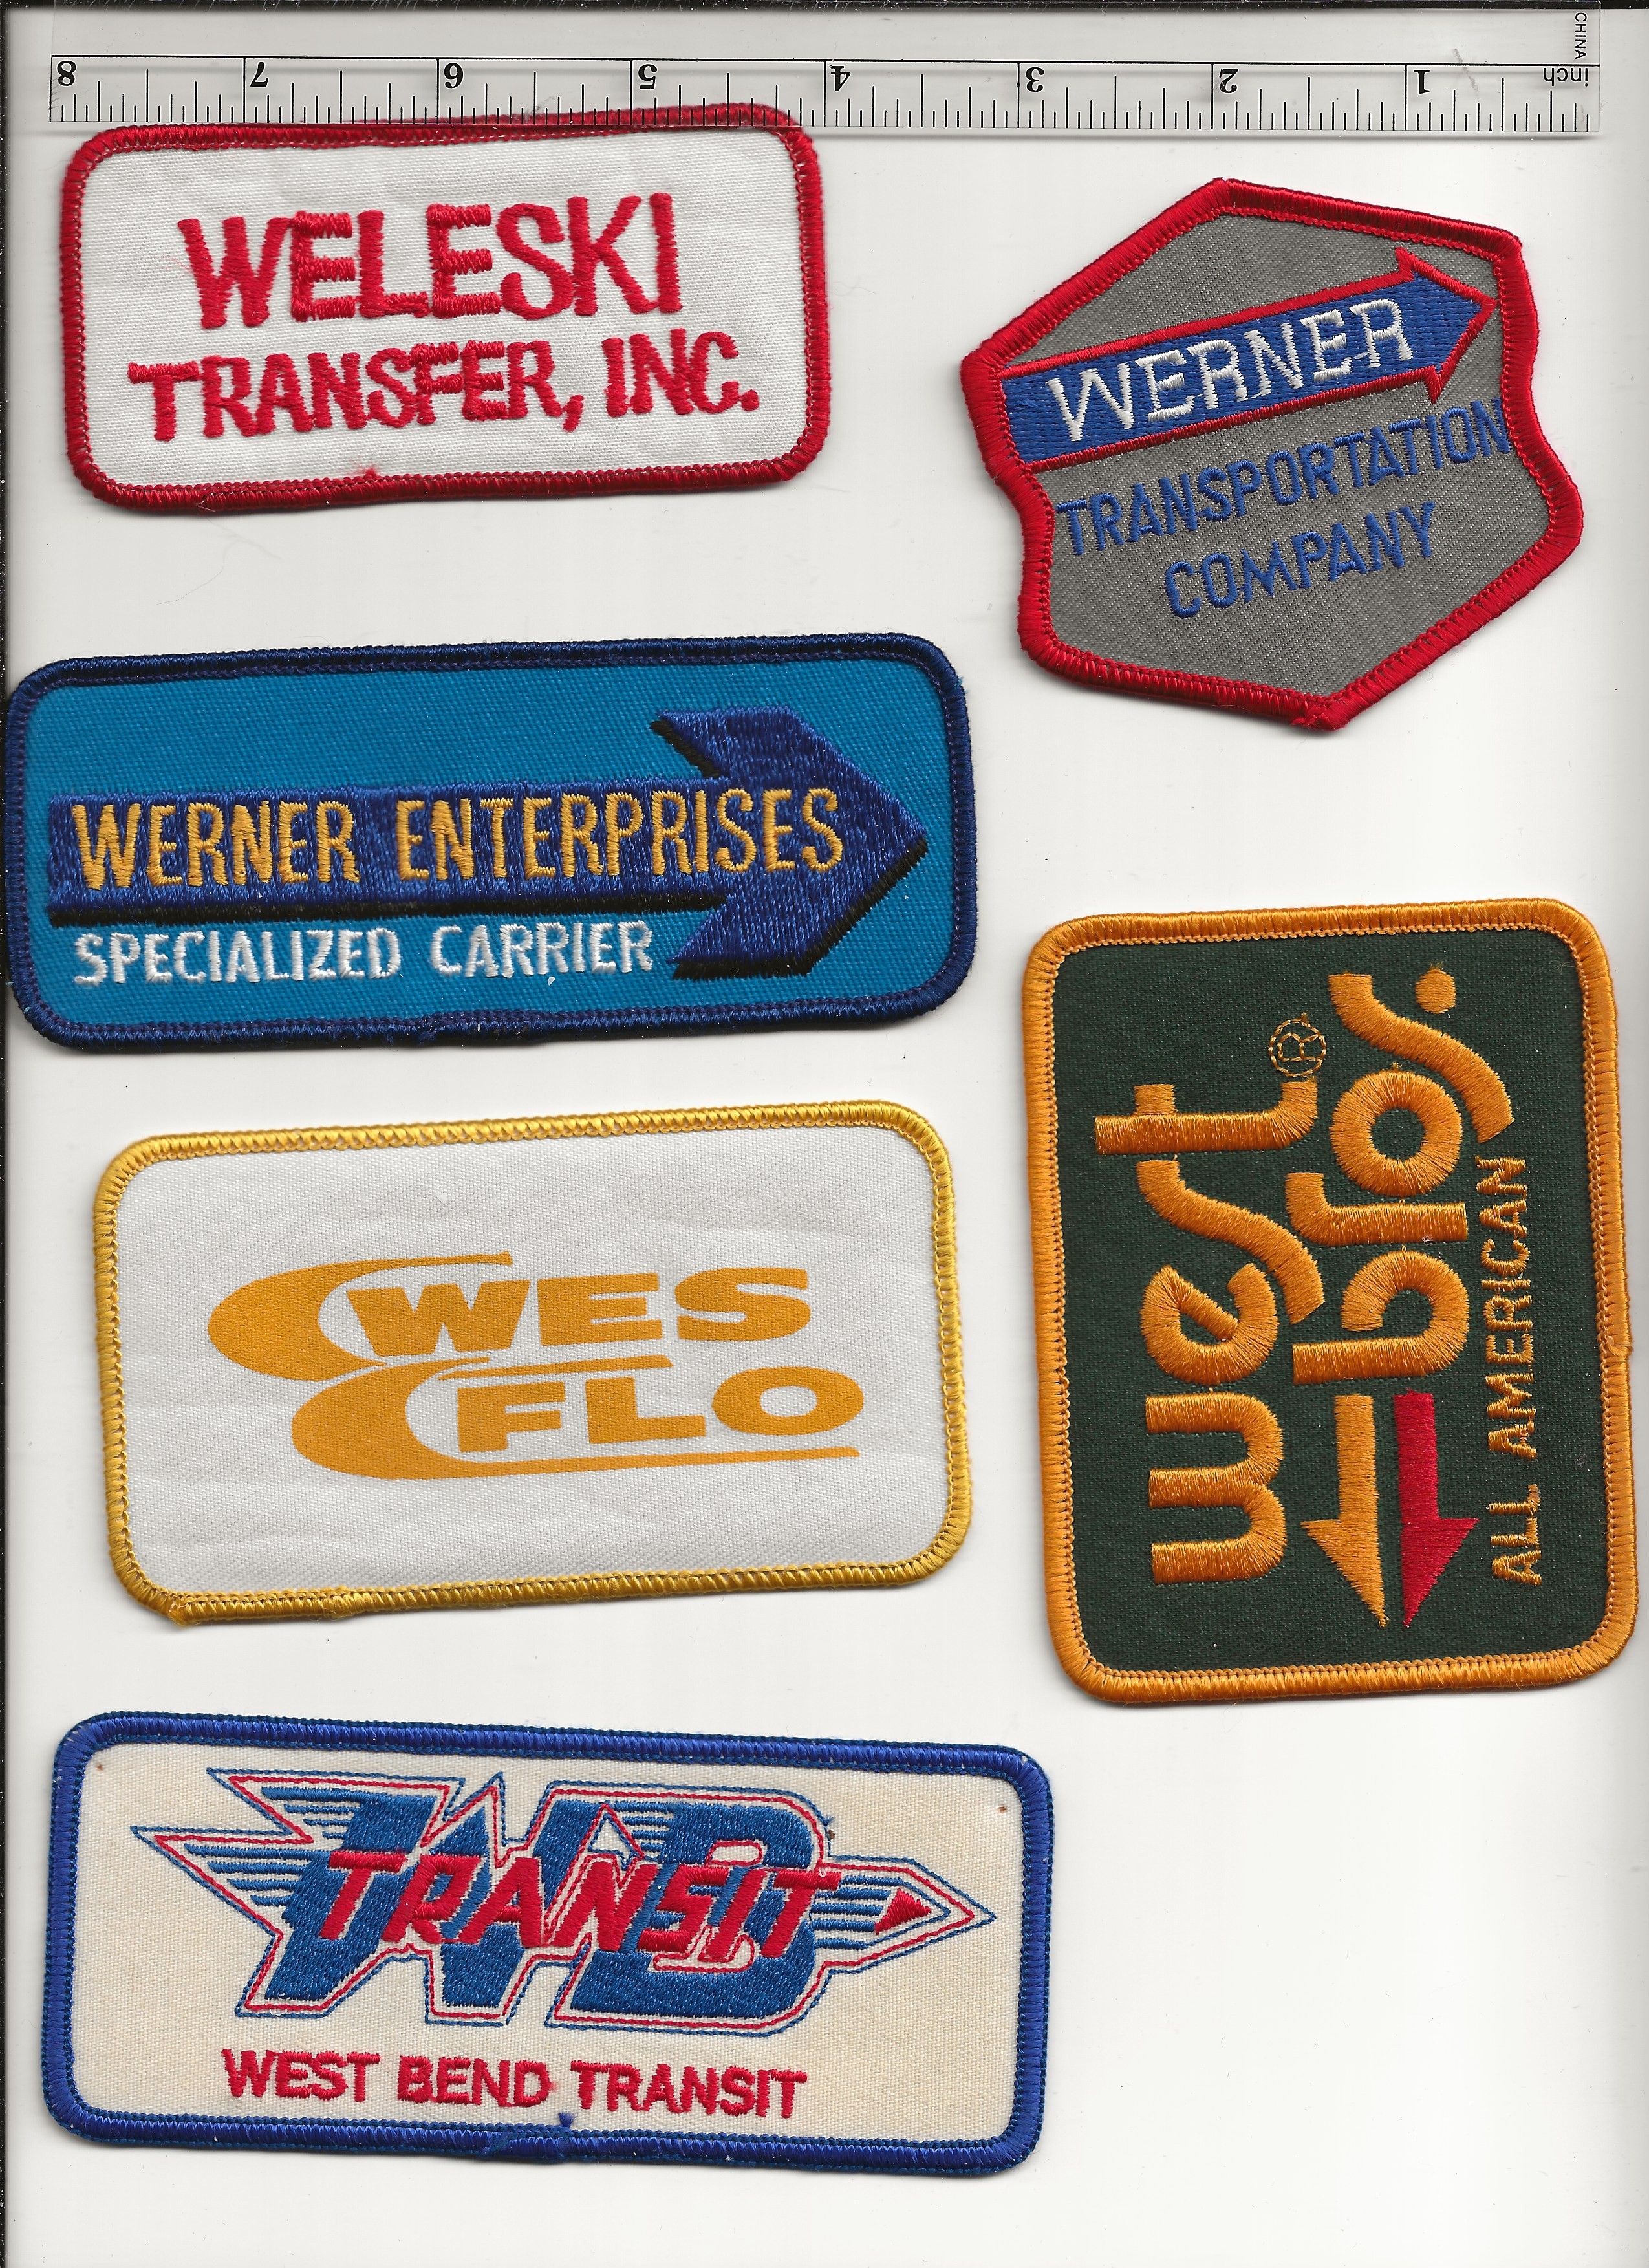 CHINA
inch
8 7 6 5 4 3 2 1
WELESKI
TRANSFER, INC.
WERNER
TRANSPORTATION
COMPANY
WERNER ENTERPRISES
SPECIALIZED CARRIER
west®
bros.
ALL AMERICAN
WES
FLO
WB
TRANSIT
WEST BEND TRANSIT